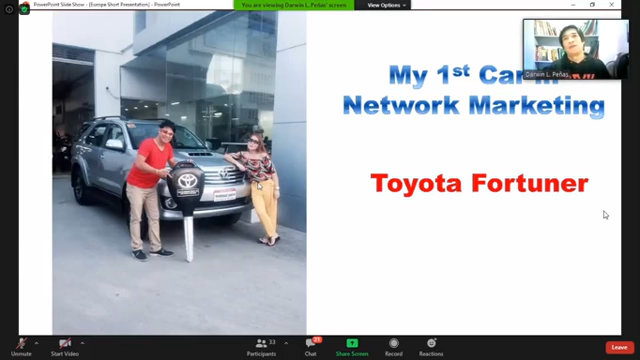 PowerPoint Slide Show - [Europe Short Presentation] - PowerPoint
You are viewing Darwin L. Peñas' screen
View Options
Darwin L. Peñas
My 1st Car in
Network Marketing
Toyota Fortuner
TOYOTA
Unmute
Start Video
33
Participants
21
Chat
Share Screen
Record
Reactions
Leave